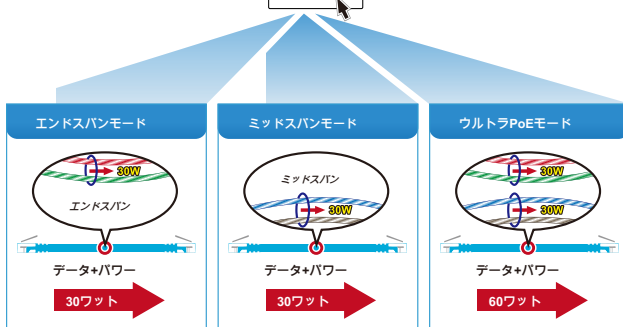 エンドスパンモード
30W
エンドスパン
データ+パワー
30ワット
ミッドスパンモード
ミッドスパン
30W
データ+パワー
30ワット
ウルトラPoEモード
30W
30W
データ+パワー
60ワット